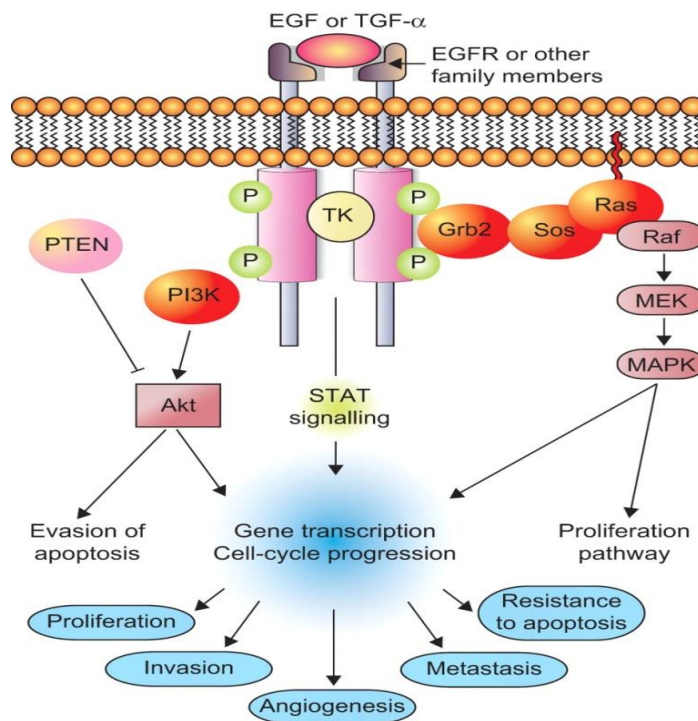 EGF or TGF-α
EGFR or other
family members
P
P
TK
Grb2
Sos
Ras
Raf
PTEN
P
P
PI3K
MEK
MAPK
Akt
STAT
signalling
Evasion of
apoptosis
Gene transcription
Cell-cycle progression
Proliferation
pathway
Proliferation
Resistance
to apoptosis
Invasion
Metastasis
Angiogenesis